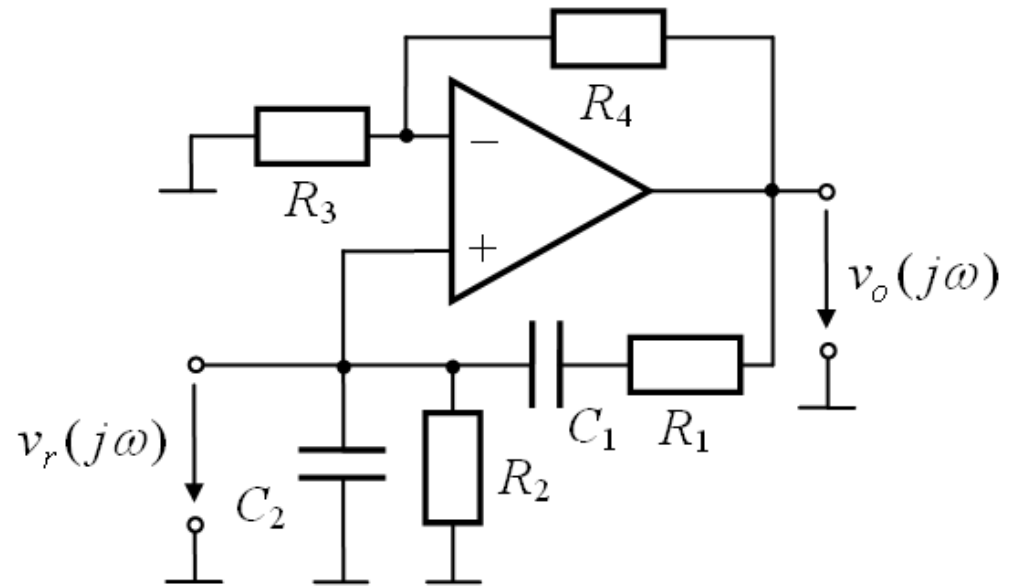 R₄
−
R₃
+
vₒ(jω)
C₁
R₁
vᵣ(jω)
R₂
C₂